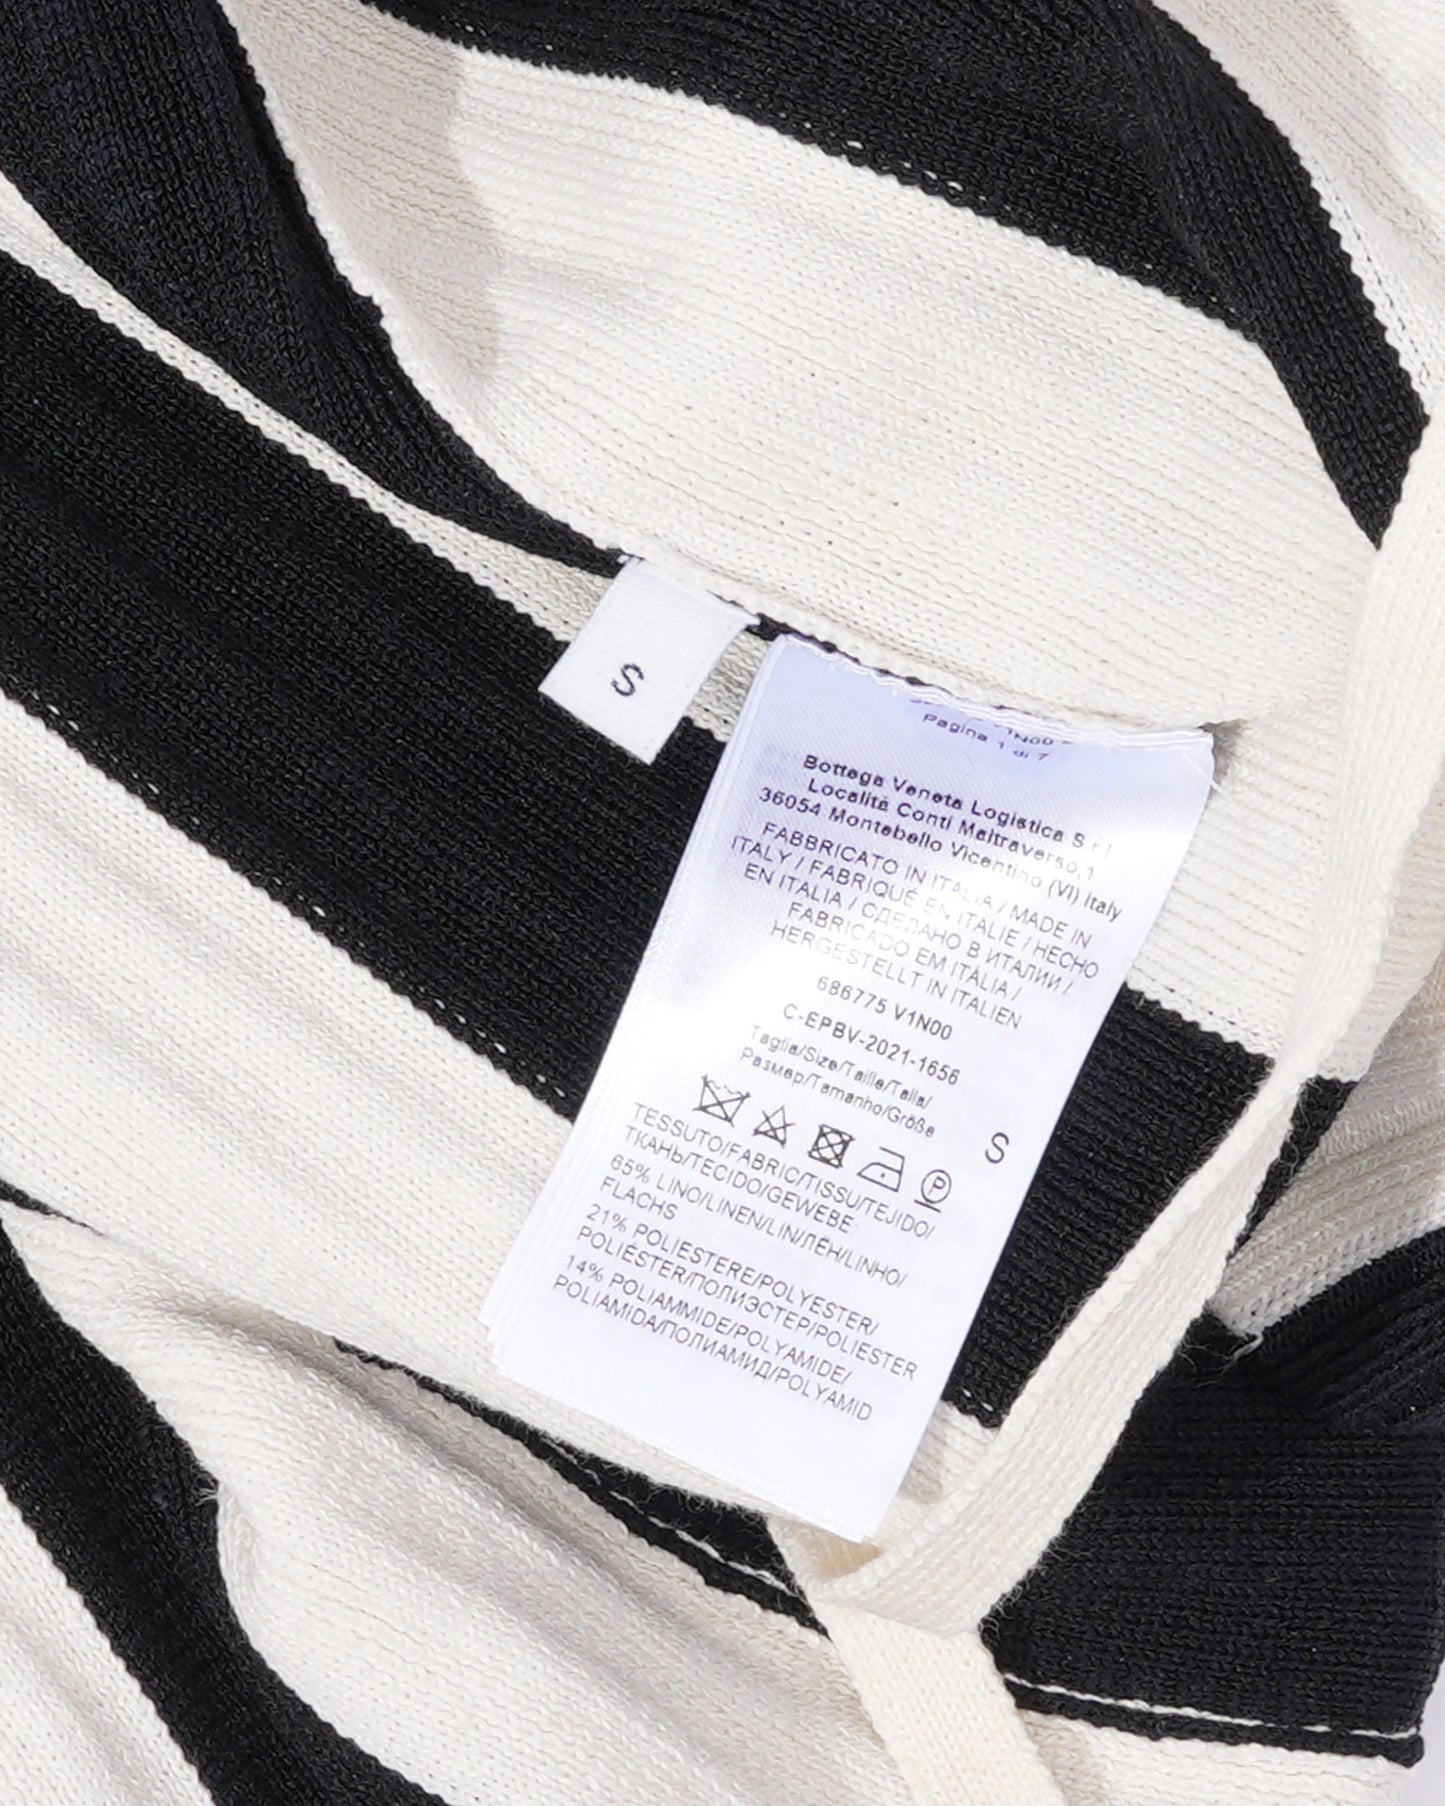 S
V1N00
Pagina 1 di 7
Bottega Veneta Logistica S.r.l
Località Conti Maltraverso,1
36054 Montebello Vicentino (VI) Italy
FABBRICATO IN ITALIA / MADE IN
ITALY / FABRIQUÉ EN ITALIE / HECHO
EN ITALIA / СДЕЛАНО В ИТАЛИИ /
FABRICADO EM ITÁLIA /
HERGESTELLT IN ITALIEN
686775 V1N00
C-EPBV-2021-1656
Taglia/Size/Taille/Talla/
Размер/Tamanho/Größe
S
P
TESSUTO/FABRIC/TISSU/TEJIDO/
ТКАНЬ/TECIDO/GEWEBE
65% LINO/LINEN/LIN/ЛЁН/LINHO/
FLACHS
21% POLIESTERE/POLYESTER/
POLIÉSTER/ПОЛИЭСТЕР/POLIESTER
14% POLIAMMIDE/POLYAMIDE/
POLIAMIDA/ПОЛИАМИД/POLYAMID